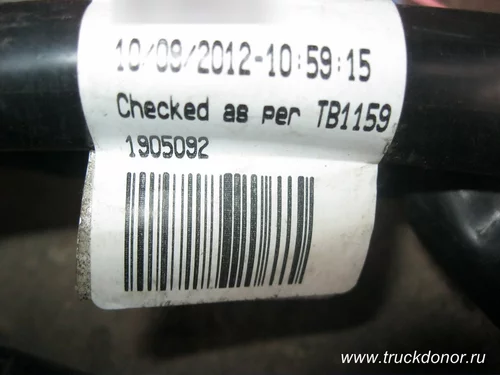 10/09/2012-10:59:15
Checked as per TB1159
1905092
www.truckdonor.ru